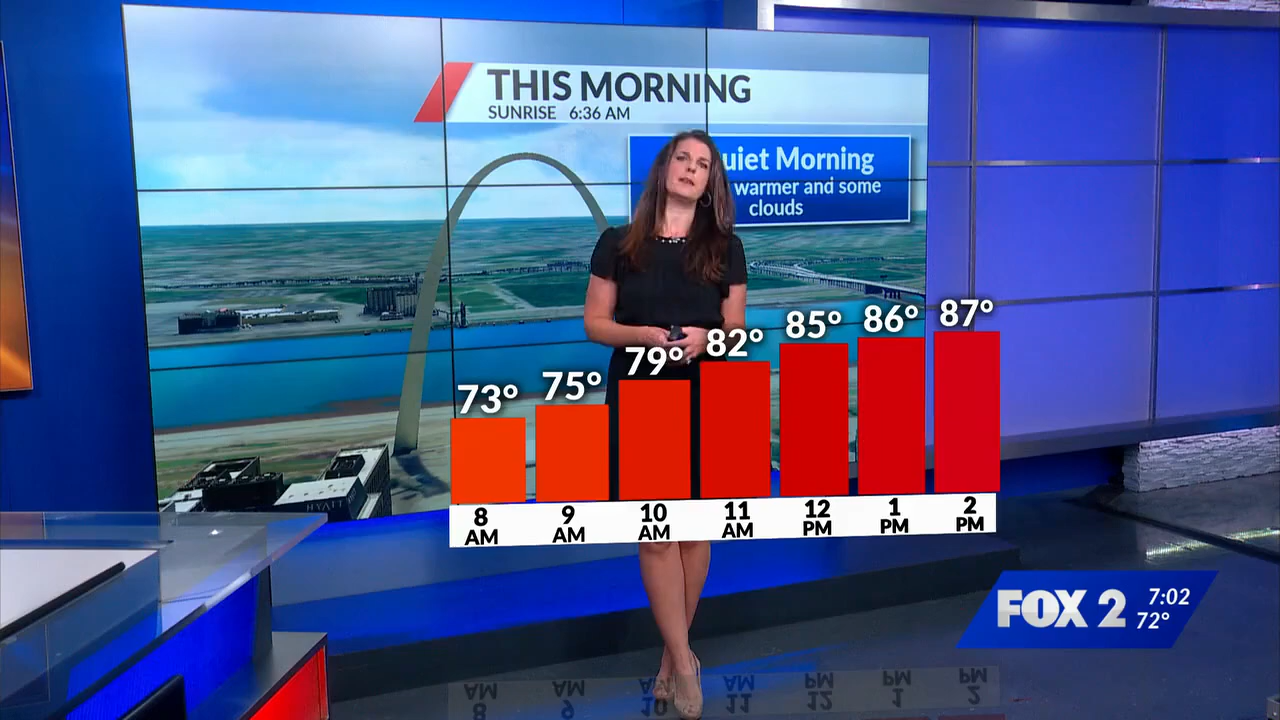 THIS MORNING
SUNRISE 6:36 AM
uiet Morning
warmer and some
clouds
73° 75° 79° 82° 85° 86° 87°
8 AM
9 AM
10 AM
11 AM
12 PM
1 PM
2 PM
HYATT
FOX 2
7:02
72°